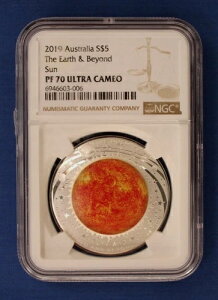 2019 Australia S$5
The Earth & Beyond
Sun
PF 70 ULTRA CAMEO
6946603-006
NUMISMATIC GUARANTY COMPANY
NGC